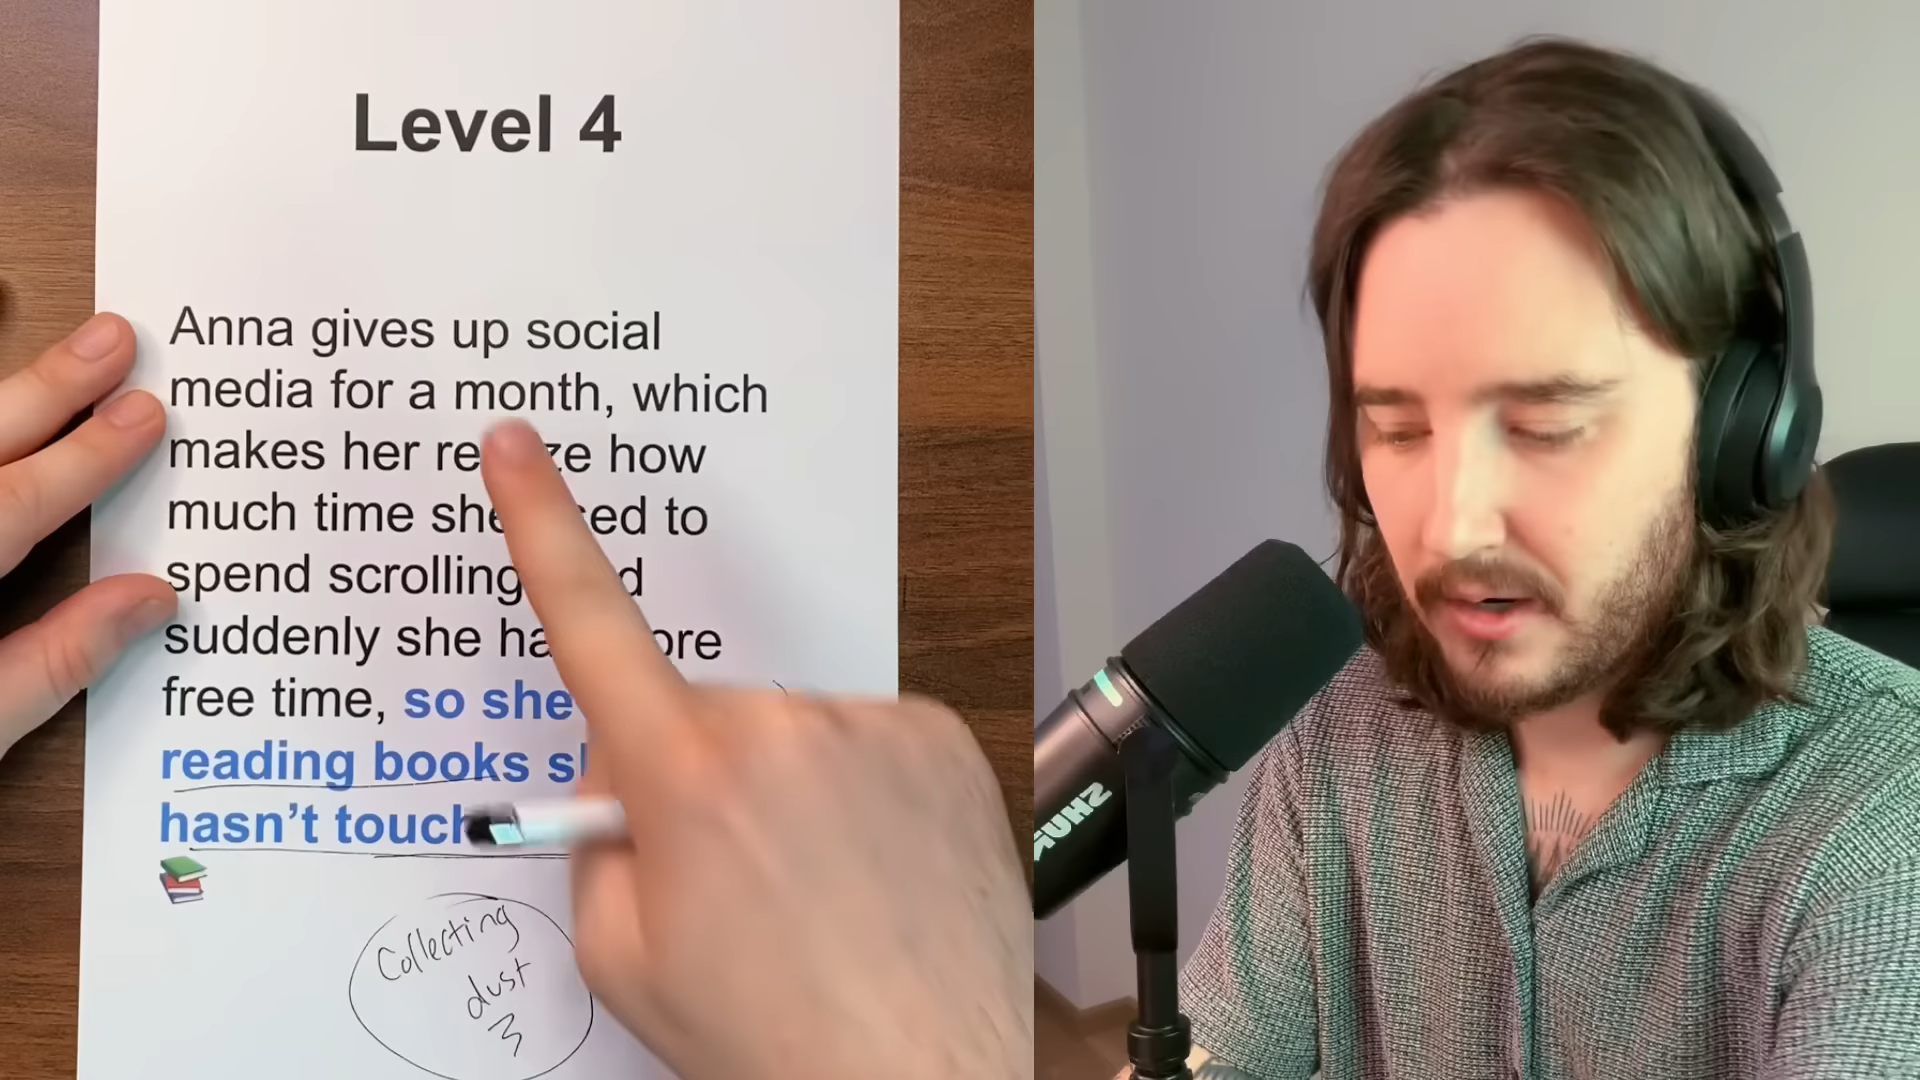 Level 4
Anna gives up social
media for a month, which
makes her re ze how
much time she ed to
spend scrolling d
suddenly she ha ore
free time, so she
reading books s
hasn't touch
Collecting
dust
SHURE